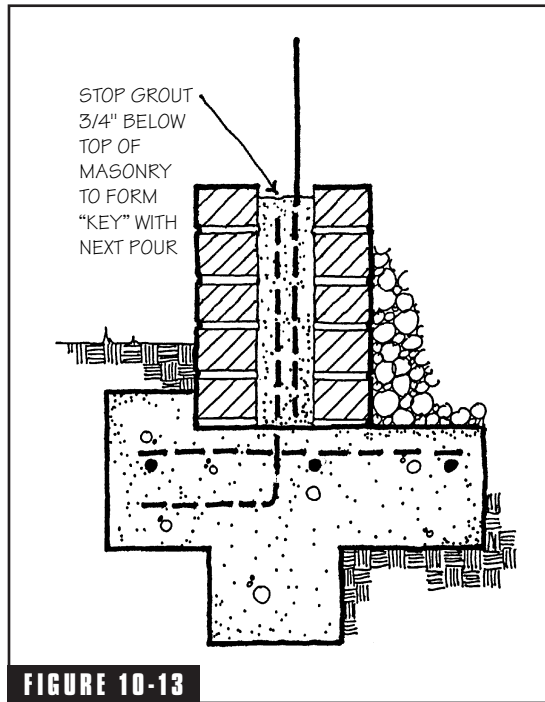 STOP GROUT
3/4" BELOW
TOP OF
MASONRY
TO FORM
“KEY” WITH
NEXT POUR
FIGURE 10-13